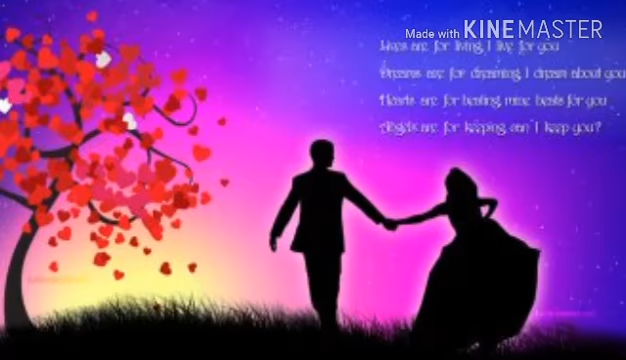 Made with KINEMASTER
Lives are for living, I live for you
Dreams are for dreaming, I dream about you
Hearts are for beating, mine beats for you
Angels are for keeping, can't I keep you?